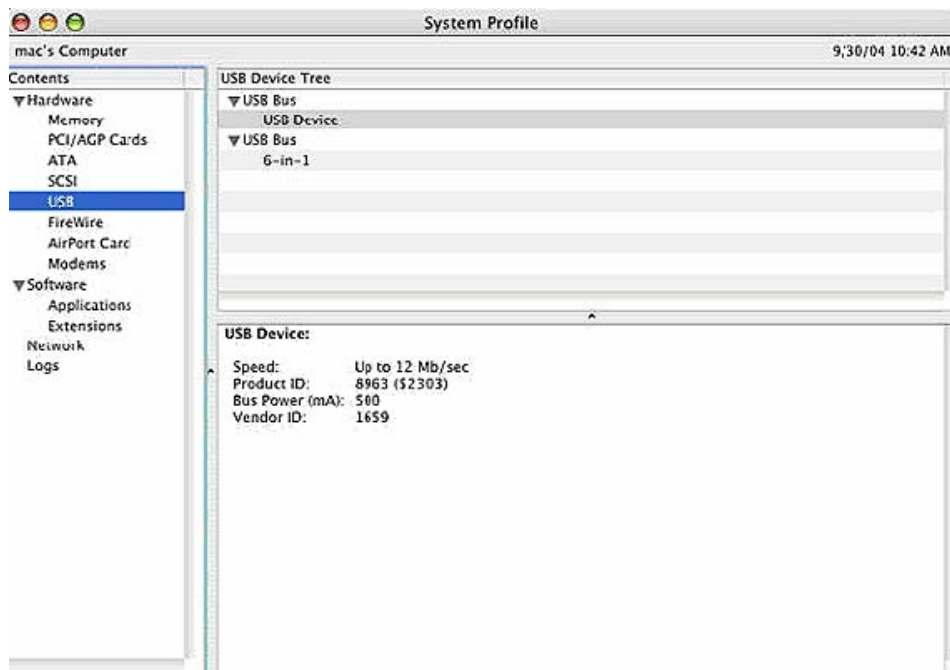 System Profile
mac's Computer
9/30/04 10:42 AM
Contents
Hardware
Memory
PCI/AGP Cards
ATA
SCSI
USB
FireWire
AirPort Card
Modems
Software
Applications
Extensions
Network
Logs
USB Device Tree
USB Bus
USB Device
USB Bus
6-in-1
USB Device:
Speed: Up to 12 Mb/sec
Product ID: 8963 ($2303)
Bus Power (mA): 500
Vendor ID: 1659